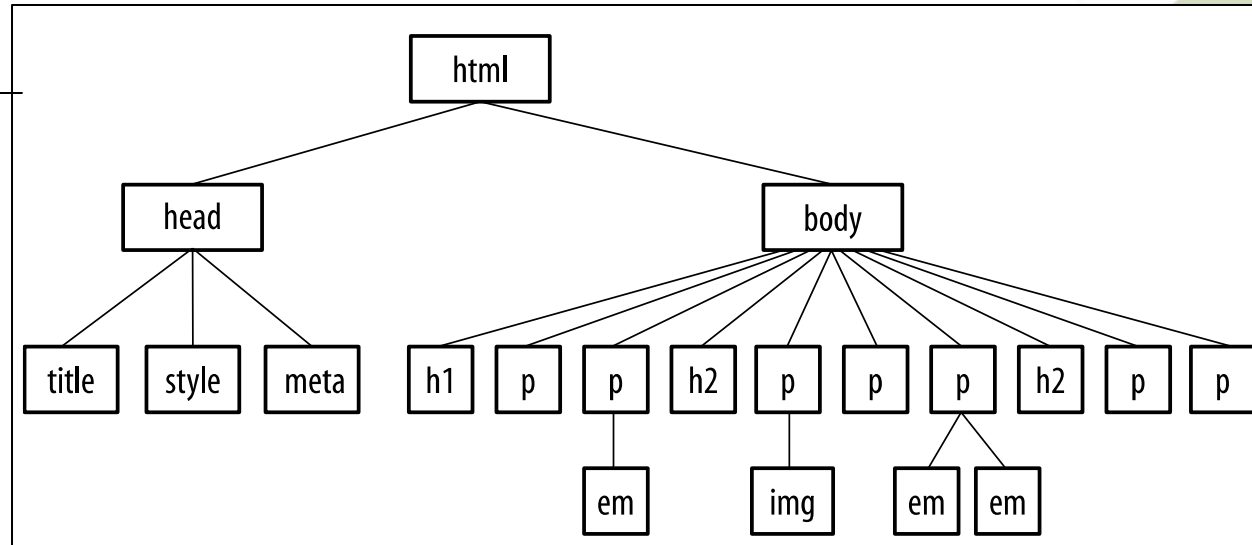 html
head body
title style meta h1 p p h2 p p p h2 p p
em img em em